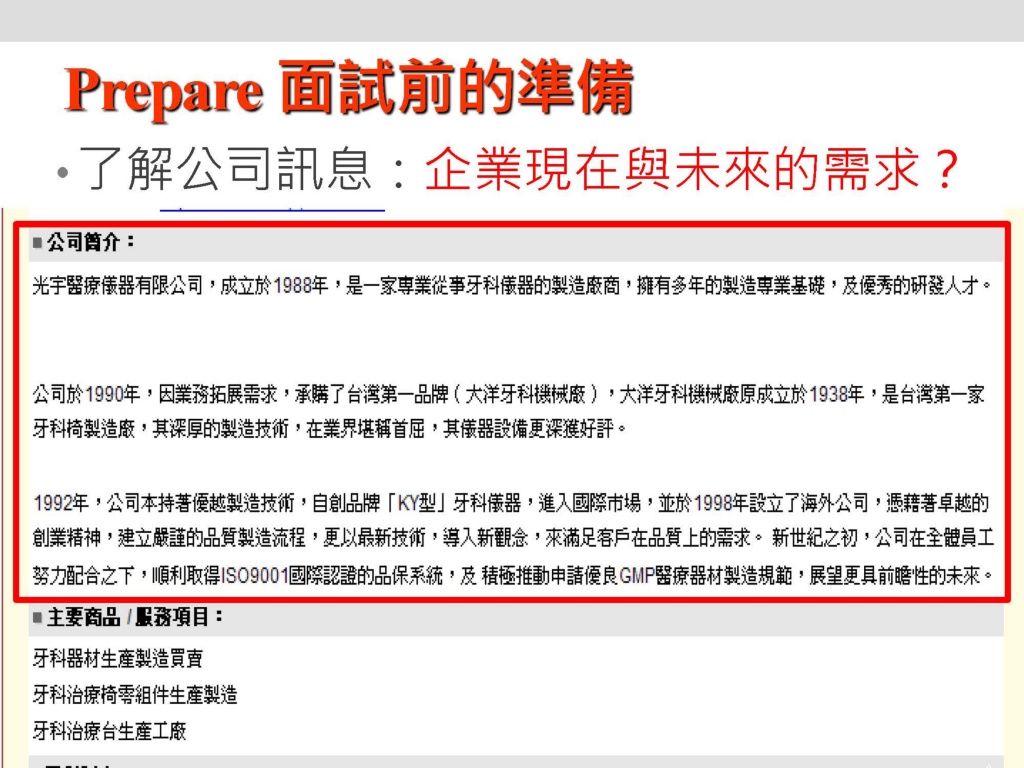 Prepare 面試前的準備
•了解公司訊息：企業現在與未來的需求？
■公司簡介：
光宇醫療儀器有限公司，成立於1988年，是一家專業從事牙科儀器的製造廠商，擁有多年的製造專業基礎，及優秀的研發人才。
公司於1990年，因業務拓展需求，承購了台灣第一品牌（大洋牙科機械廠），大洋牙科機械廠原成立於1938年，是台灣第一家
牙科椅製造廠，其深厚的製造技術，在業界堪稱首屈，其儀器設備更深獲好評。
1992年，公司本持著優越製造技術，自創品牌「KY型」牙科儀器，進入國際市場，並於1998年設立了海外公司，憑藉著卓越的
創業精神，建立嚴謹的品質製造流程，更以最新技術，導入新觀念，來滿足客戶在品質上的需求。 新世紀之初，公司在全體員工
努力配合之下，順利取得ISO9001國際認證的品保系統，及 積極推動申請優良GMP醫療器材製造規範，展望更具前瞻性的未來。
■主要商品 / 服務項目：
牙科器材生產製造買賣
牙科治療椅零組件生產製造
牙科治療台生產工廠